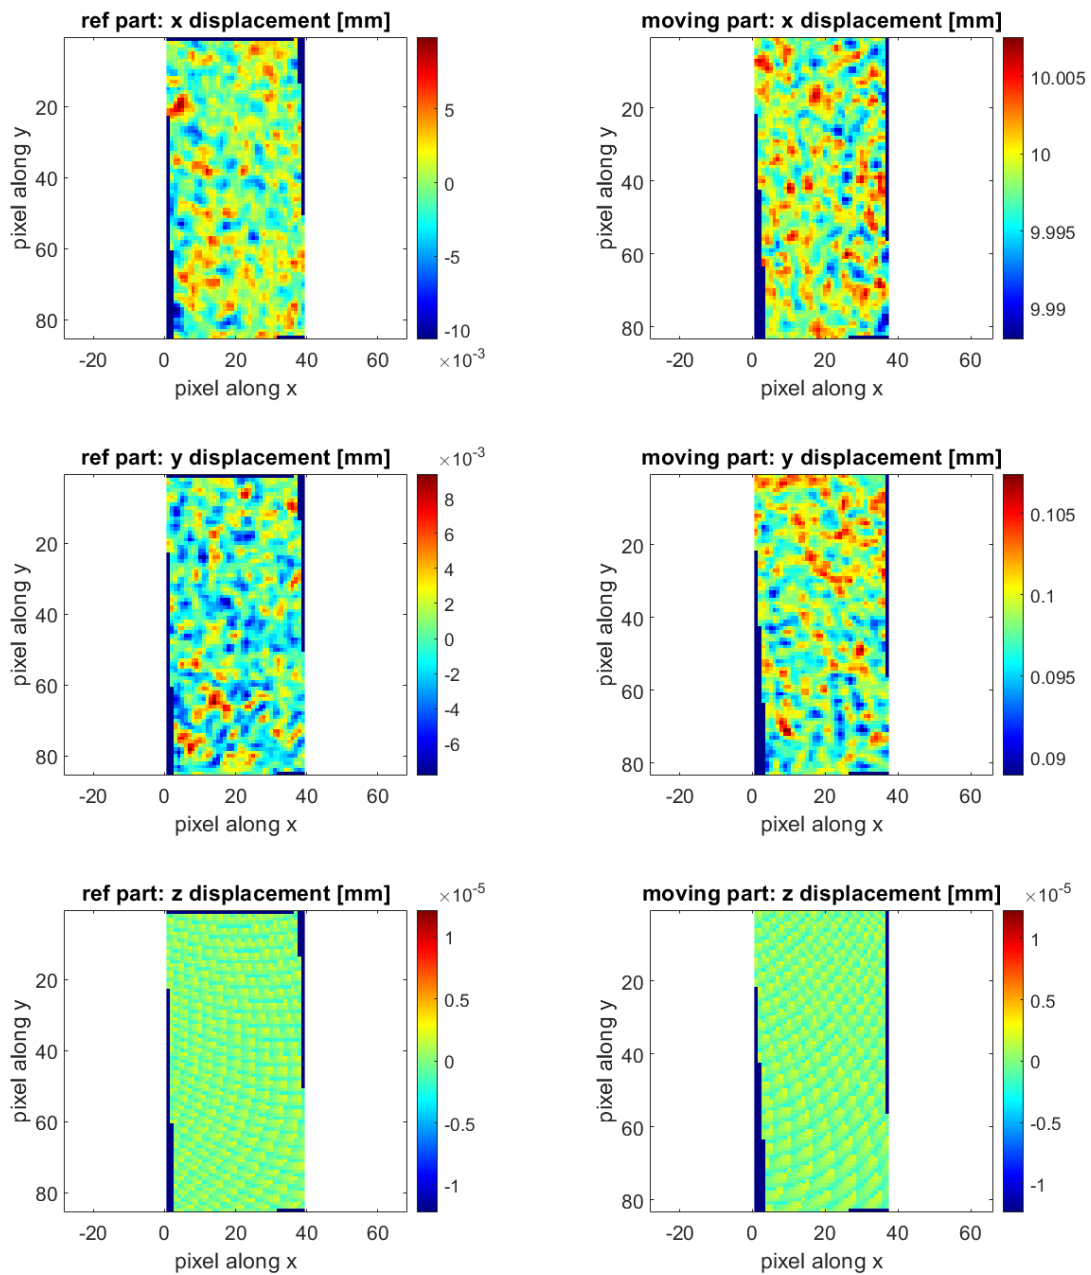 ref part: x displacement [mm]
20
40
60
80
-20 0 20 40 60
pixel along x
pixel along y
5
0
-5
-10
×10-3
moving part: x displacement [mm]
20
40
60
80
-20 0 20 40 60
pixel along x
pixel along y
10.005
10
9.995
9.99
ref part: y displacement [mm]
×10-3
20
40
60
80
-20 0 20 40 60
pixel along x
pixel along y
8
6
4
2
0
-2
-4
-6
moving part: y displacement [mm]
20
40
60
80
-20 0 20 40 60
pixel along x
pixel along y
0.105
0.1
0.095
0.09
ref part: z displacement [mm]
×10-5
20
40
60
80
-20 0 20 40 60
pixel along x
pixel along y
1
0.5
0
-0.5
-1
moving part: z displacement [mm]
×10-5
20
40
60
80
-20 0 20 40 60
pixel along x
pixel along y
1
0.5
0
-0.5
-1